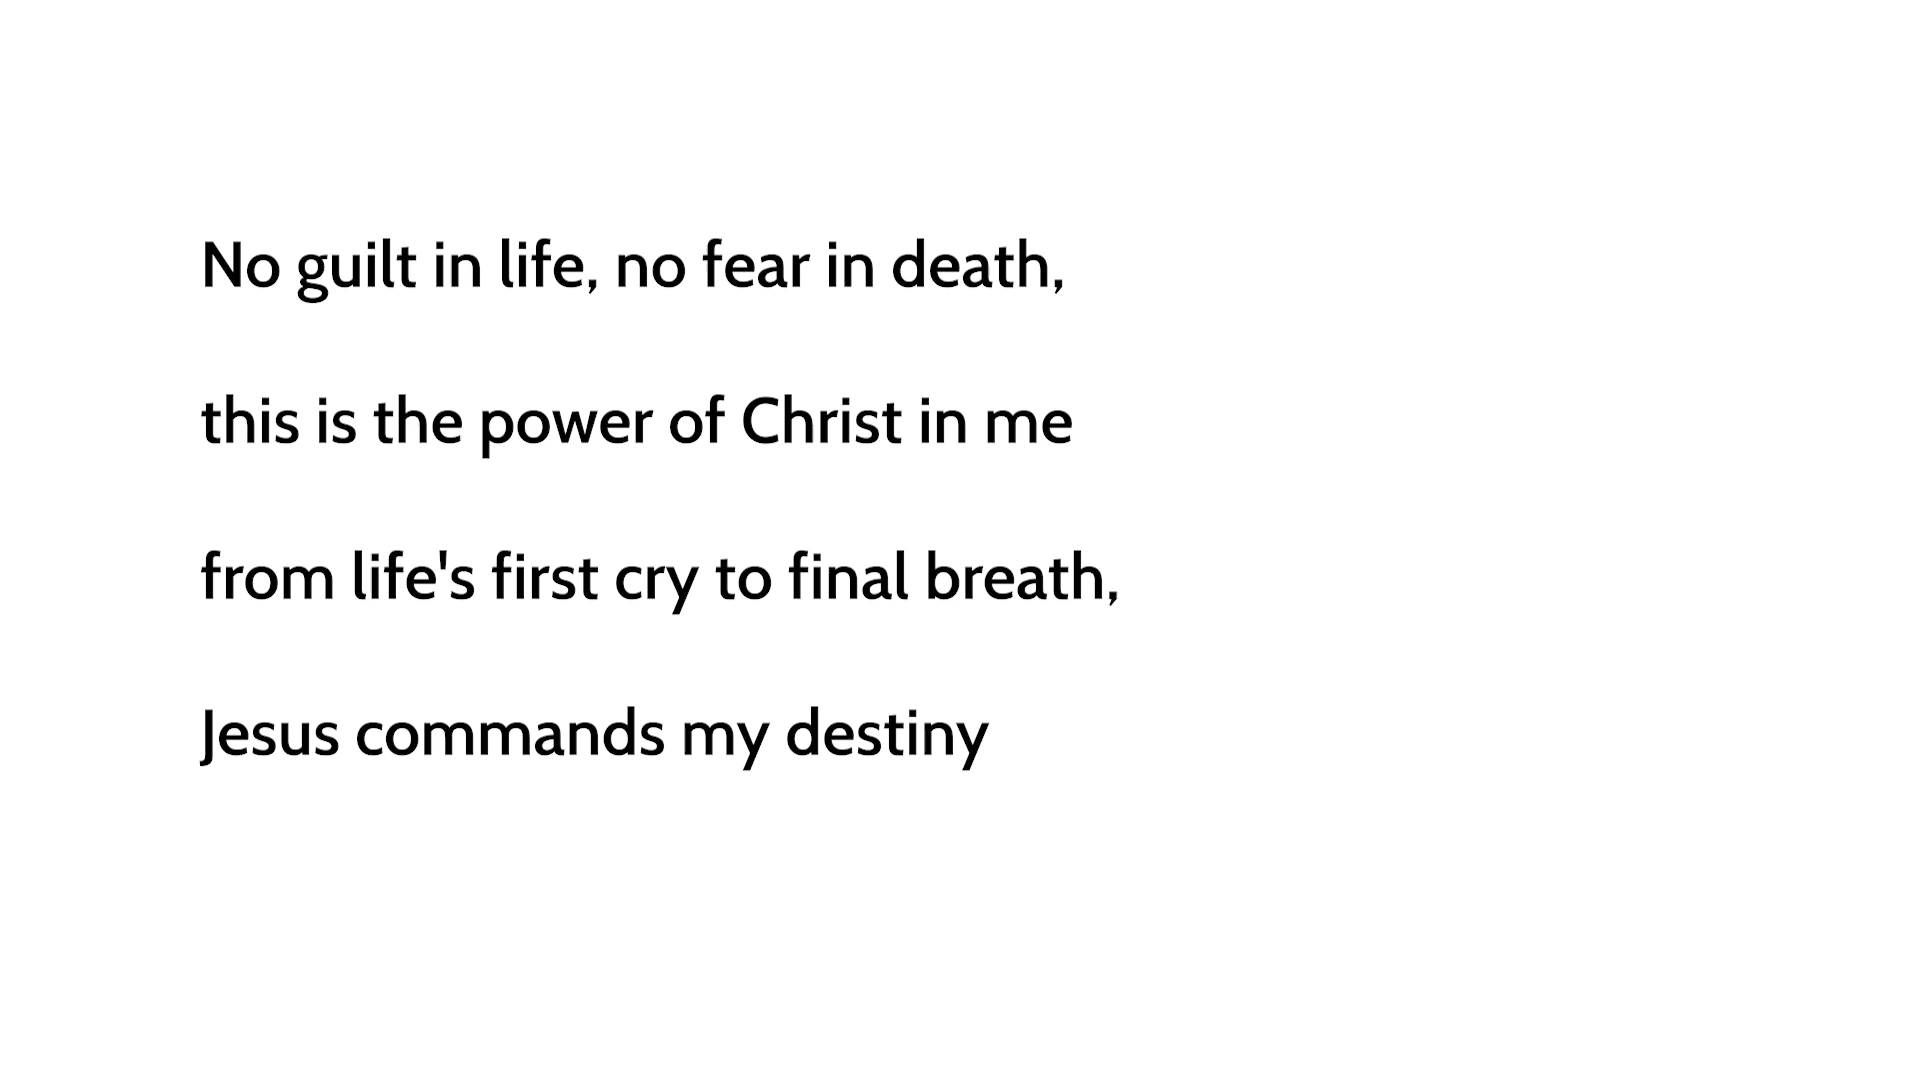 No guilt in life, no fear in death,
this is the power of Christ in me
from life's first cry to final breath,
Jesus commands my destiny